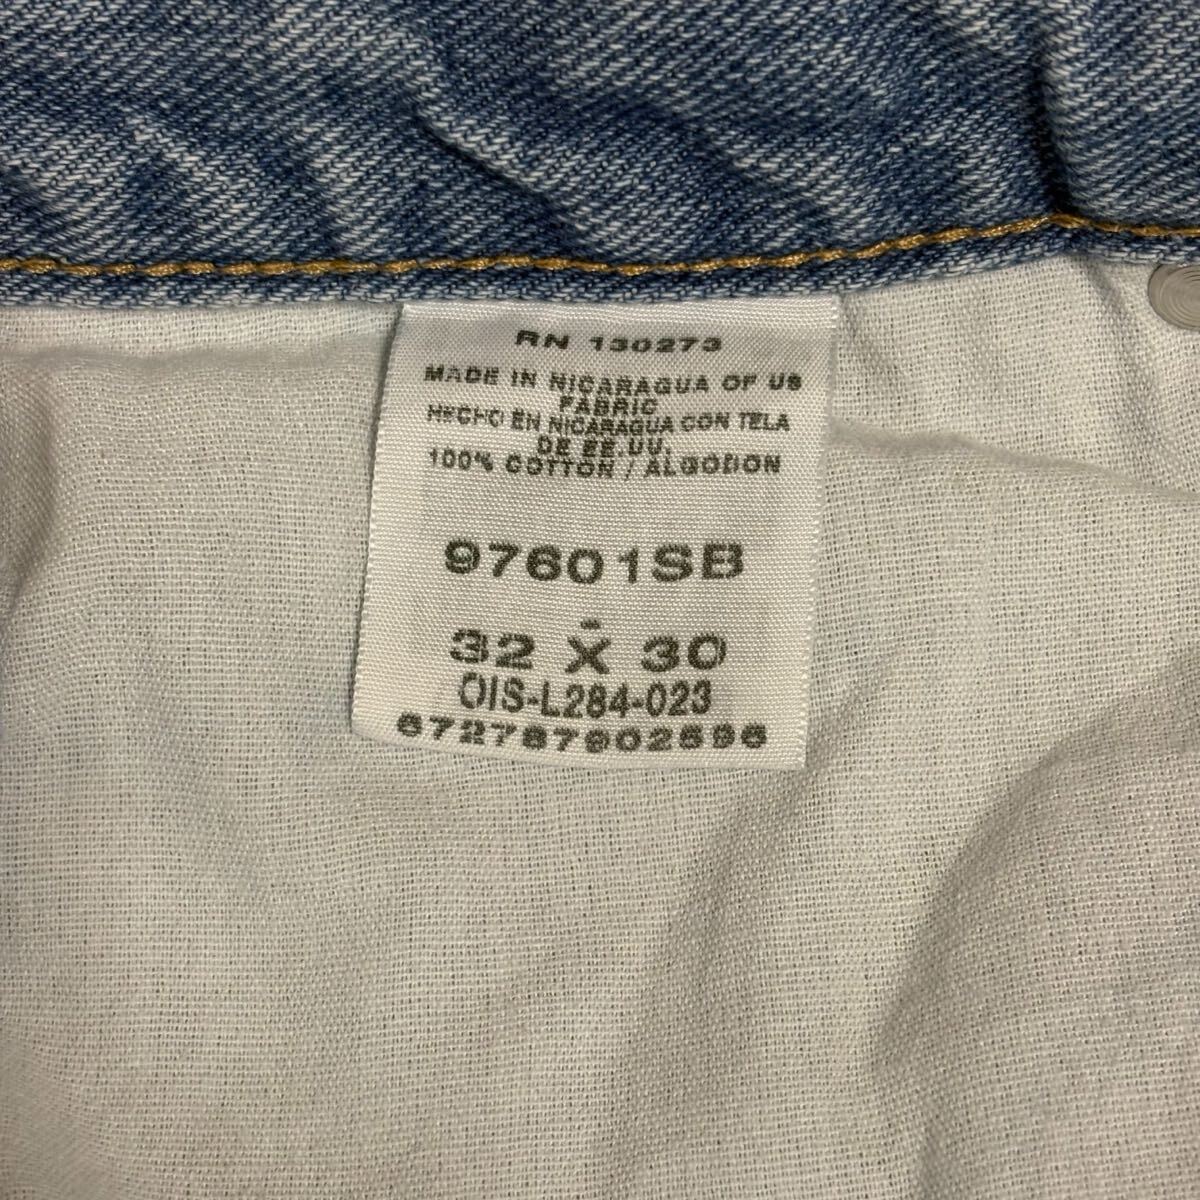 RN 130273
MADE IN NICARAGUA OF US
FABRIC
HECHO EN NICARAGUA CON TELA
DE EE.UU.
100% COTTON / ALGODON
97601SB
-
32 X 30
OIS-L284-023
672787902696